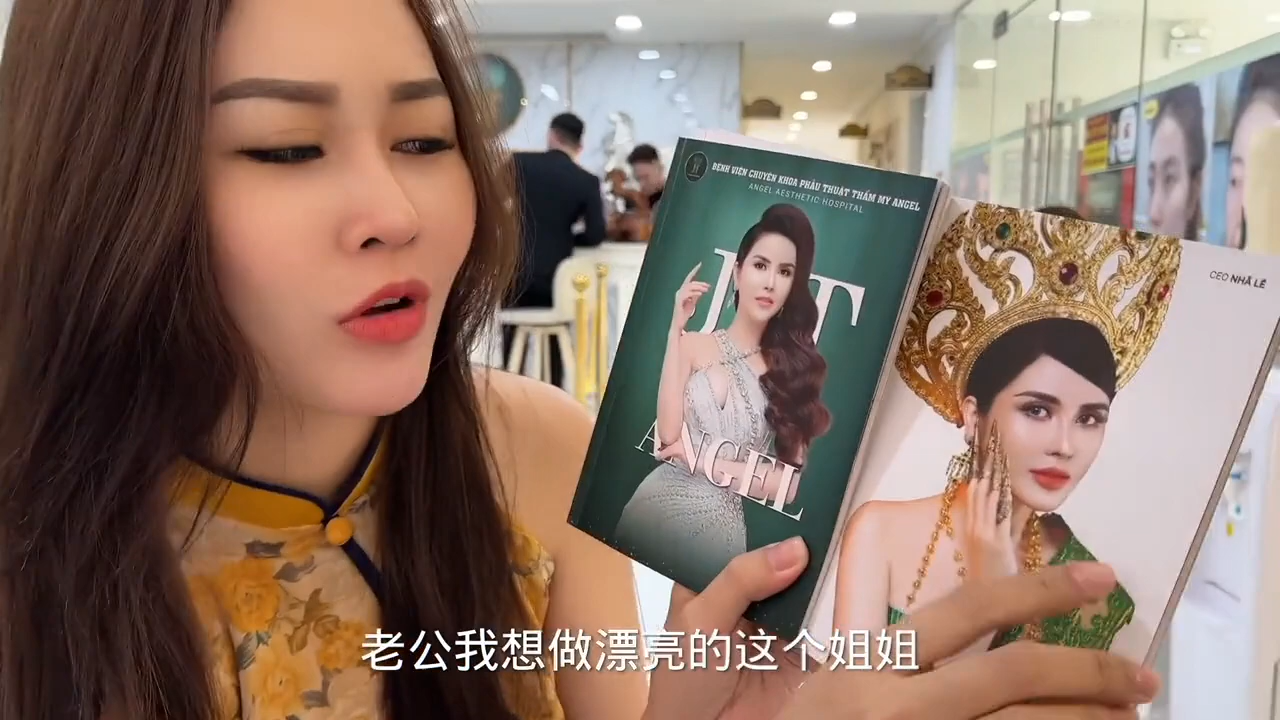 BỆNH VIỆN CHUYÊN KHOA PHẪU THUẬT THẨM MỸ ANGEL
ANGEL AESTHETIC HOSPITAL
JT
ANGEL
CEO NHÃ LÊ
老公我想做漂亮的这个姐姐